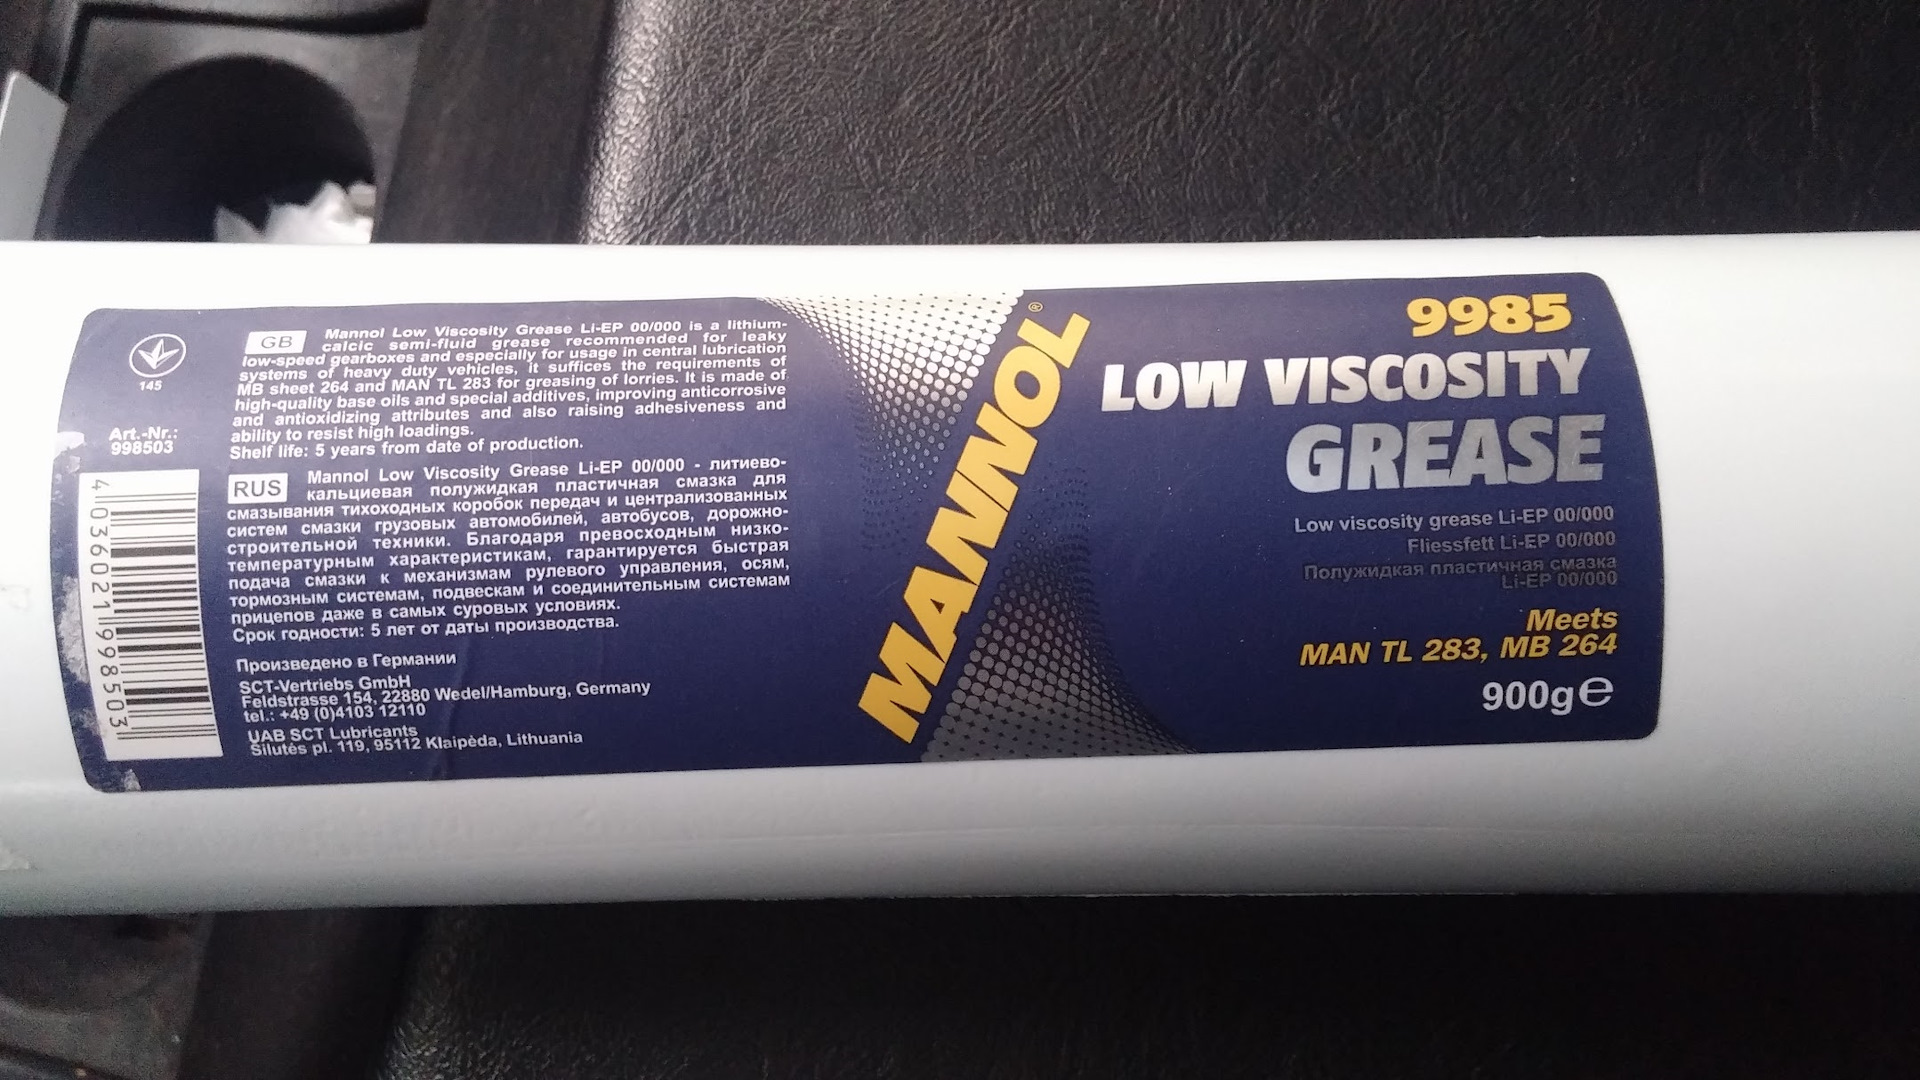 145
Art.-Nr.:
998503
4 036021 998503
GB Mannol Low Viscosity Grease Li-EP 00/000 is a lithium-
calcic semi-fluid grease recommended for leaky
low-speed gearboxes and especially for usage in central lubrication
systems of heavy duty vehicles, it suffices the requirements of
MB sheet 264 and MAN TL 283 for greasing of lorries. It is made of
high-quality base oils and special additives, improving anticorrosive
and antioxidizing attributes and also raising adhesiveness and
ability to resist high loadings.
Shelf life: 5 years from date of production.
RUS Mannol Low Viscosity Grease Li-EP 00/000 - литиево-
кальциевая полужидкая пластичная смазка для
смазывания тихоходных коробок передач и централизованных
систем смазки грузовых автомобилей, автобусов, дорожно-
строительной техники. Благодаря превосходным низко-
температурным характеристикам, гарантируется быстрая
подача смазки к механизмам рулевого управления, осям,
тормозным системам, подвескам и соединительным системам
прицепов даже в самых суровых условиях.
Срок годности: 5 лет от даты производства.
Произведено в Германии
SCT-Vertriebs GmbH
Feldstrasse 154, 22880 Wedel/Hamburg, Germany
tel.: +49 (0)4103 12110
UAB SCT Lubricants
Šilutės pl. 119, 95112 Klaipėda, Lithuania
MANNOL®
9985
LOW VISCOSITY
GREASE
Low viscosity grease Li-EP 00/000
Fliessfett Li-EP 00/000
Полужидкая пластичная смазка
Li-EP 00/000
Meets
MAN TL 283, MB 264
900g℮